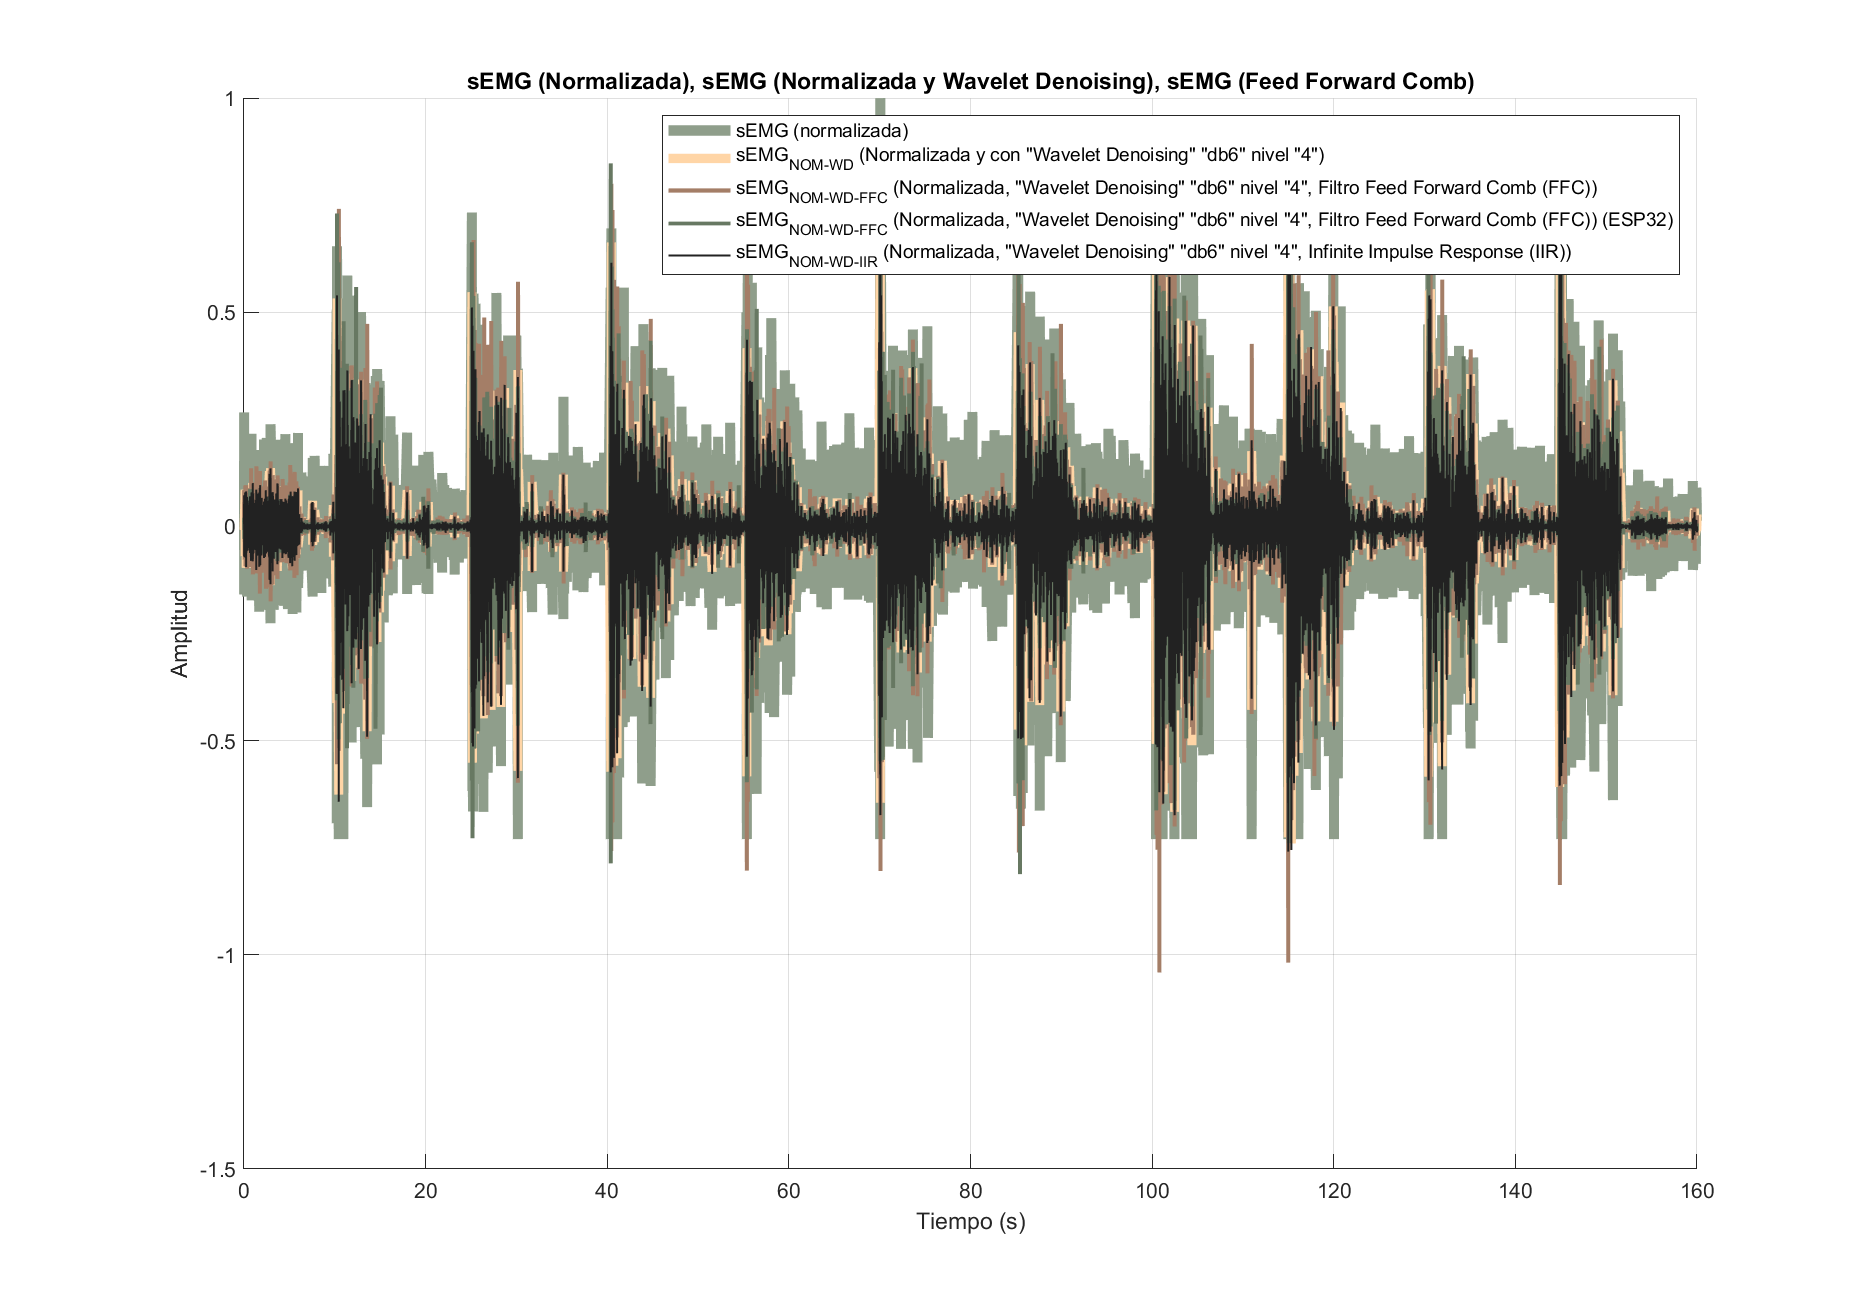 sEMG (Normalizada), sEMG (Normalizada y Wavelet Denoising), sEMG (Feed Forward Comb)
sEMG (normalizada)
sEMG_NOM-WD (Normalizada y con "Wavelet Denoising" "db6" nivel "4")
sEMG_NOM-WD-FFC (Normalizada, "Wavelet Denoising" "db6" nivel "4", Filtro Feed Forward Comb (FFC))
sEMG_NOM-WD-FFC (Normalizada, "Wavelet Denoising" "db6" nivel "4", Filtro Feed Forward Comb (FFC)) (ESP32)
sEMG_NOM-WD-IIR (Normalizada, "Wavelet Denoising" "db6" nivel "4", Infinite Impulse Response (IIR))
1
0.5
0
-0.5
-1
-1.5
Amplitud
0 20 40 60 80 100 120 140 160
Tiempo (s)